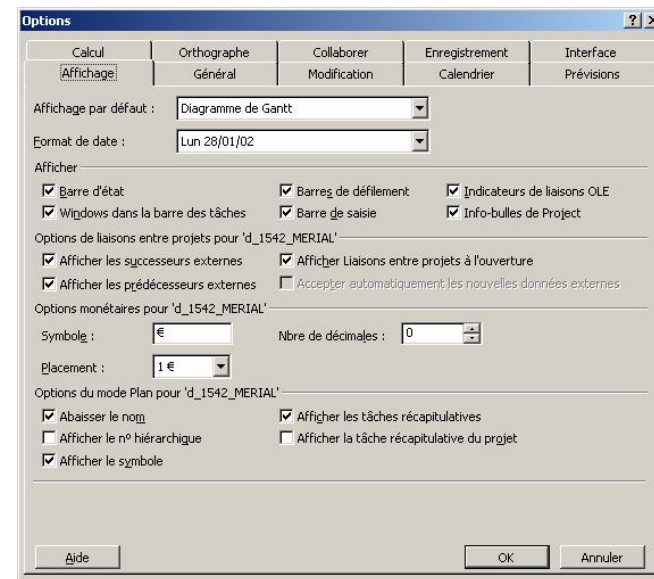 Options
Calcul Orthographe Collaborer Enregistrement Interface
Affichage Général Modification Calendrier Prévisions
Affichage par défaut : Diagramme de Gantt
Format de date : Lun 28/01/02
Afficher
Barre d'état Barres de défilement Indicateurs de liaisons OLE
Windows dans la barre des tâches Barre de saisie Info-bulles de Project
Options de liaisons entre projets pour 'd_1542_MERIAL'
Afficher les successeurs externes Afficher Liaisons entre projets à l'ouverture
Afficher les prédécesseurs externes Accepter automatiquement les nouvelles données externes
Options monétaires pour 'd_1542_MERIAL'
Symbole : € Nbre de décimales : 0
Placement : 1 €
Options du mode Plan pour 'd_1542_MERIAL'
Abaisser le nom Afficher les tâches récapitulatives
Afficher le nº hiérarchique Afficher la tâche récapitulative du projet
Afficher le symbole
Aide OK Annuler